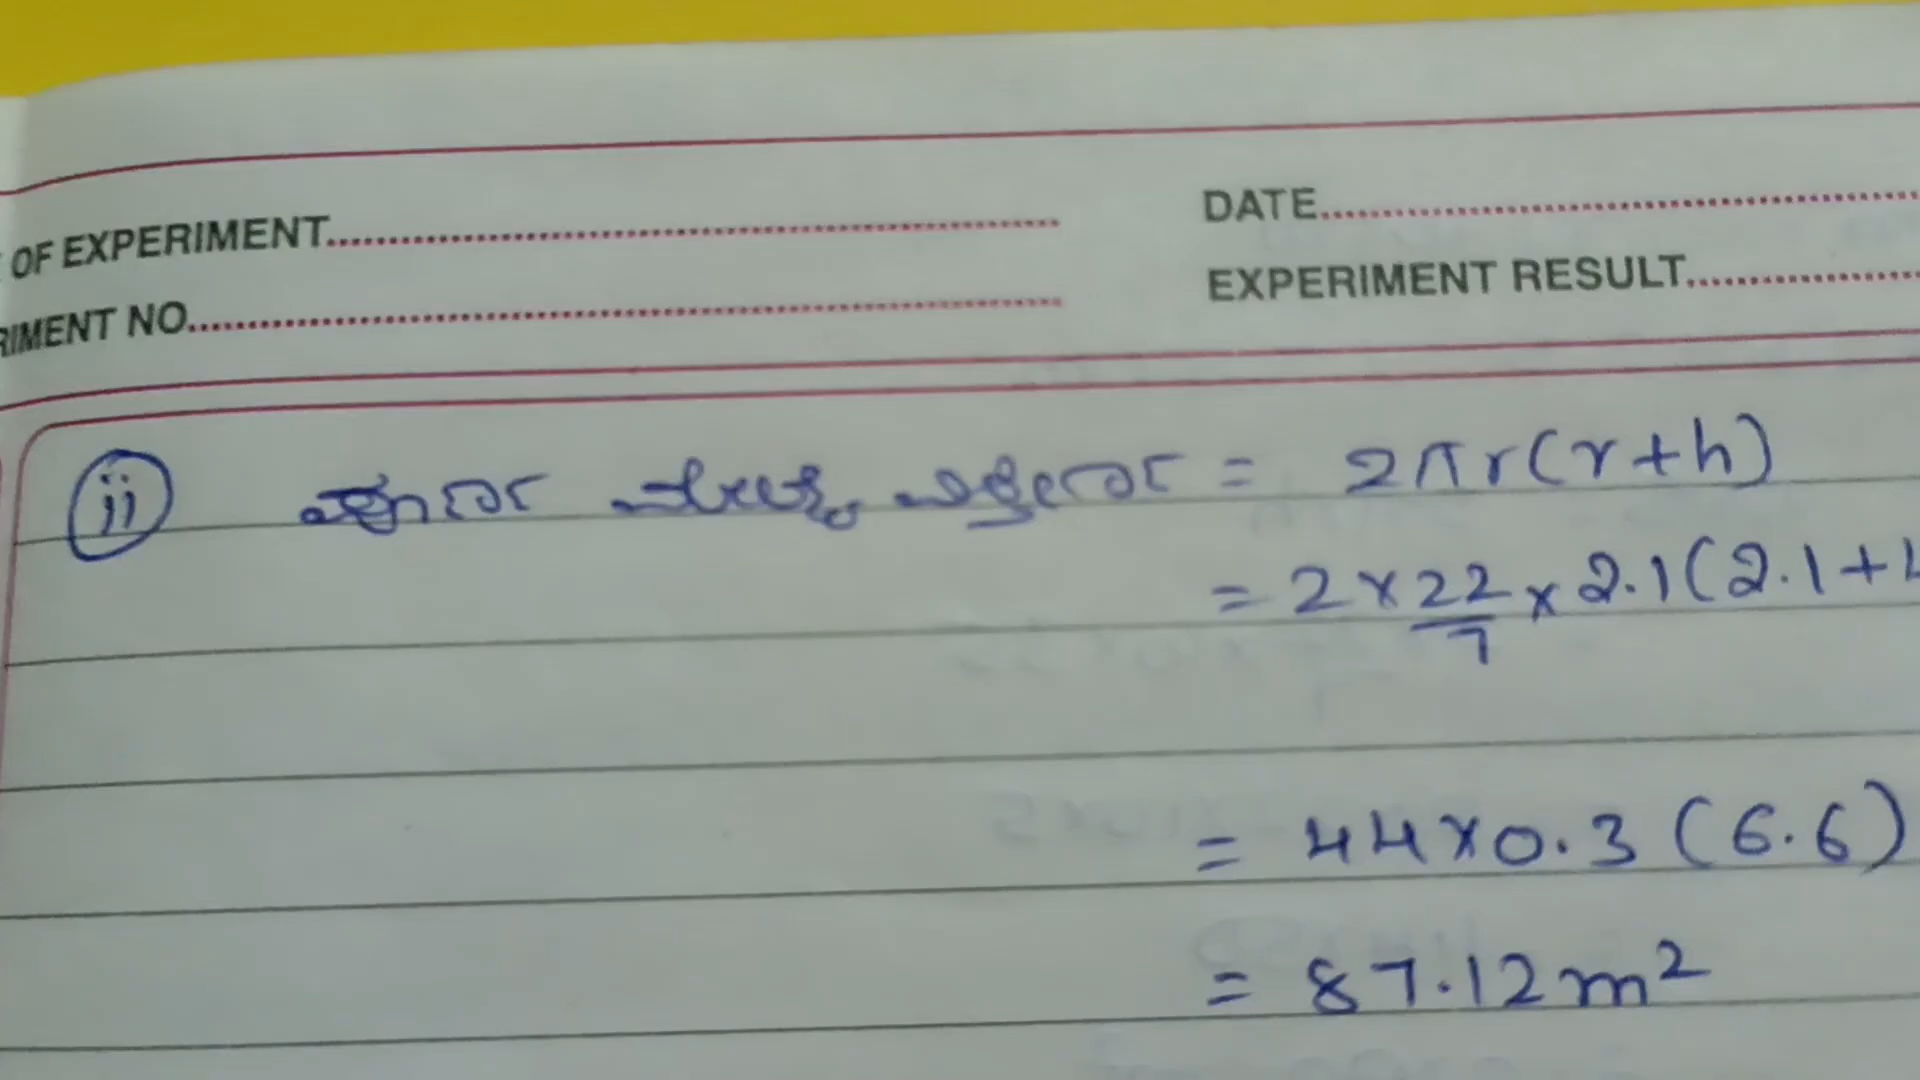 OF EXPERIMENT
DATE
RIMENT NO.
EXPERIMENT RESULT
ii ಪೂರ್ಣ ಮೇಲ್ಮೈ ವಿಸ್ತೀರ್ಣ = 2πr(r+h)
= 2 × 22/7 × 2.1(2.1+
= 44×0.3 (6.6)
= 87.12m²